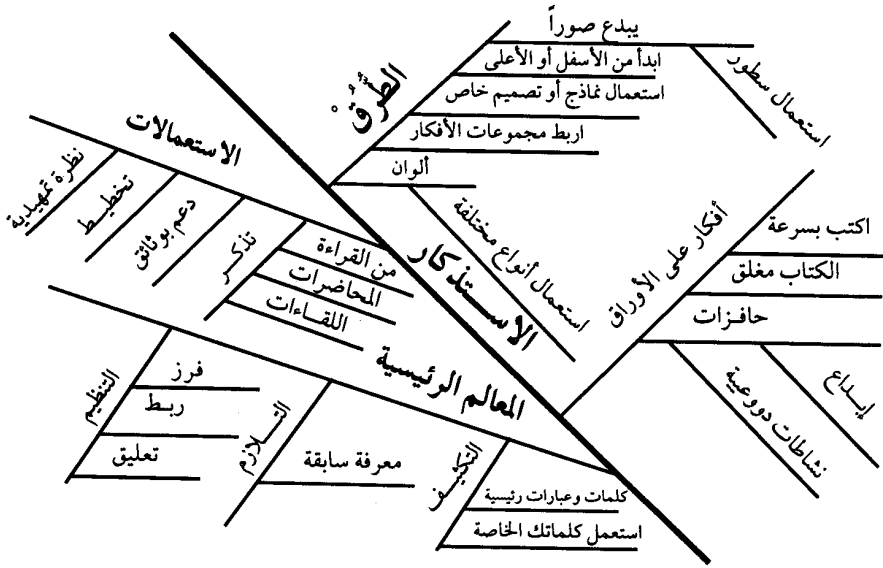 الاستذكار
الطُّرُقْ
يبدع صوراً
استعمال سطور
ابدأ من الأسفل أو الأعلى
استعمال نماذج أو تصميم خاص
اربط مجموعات الأفكار
ألوان
استعمال أنواع مختلفة
أفكار على الأوراق
اكتب بسرعة
الكتاب مغلق
حافزات
إبداع
نشاطات دووعيية
الاستعمالات
نظرة تمهيدية
تخطيط
دعم بوثائق
تذكر
من القراءة
المحاضرات
اللقاءات
المعالم الرئيسية
التنظيم
فرز
ربط
تعليق
التلازم
معرفة سابقة
التكثيف
كلمات وعبارات رئيسية
استعمل كلماتك الخاصة